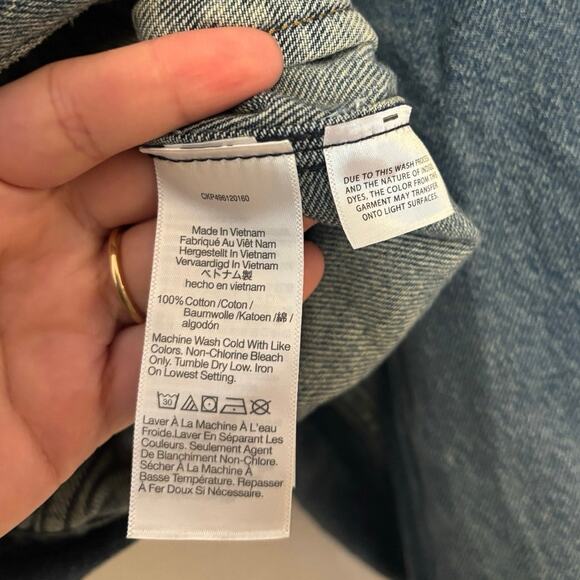 CKP496120160
Made In Vietnam
Fabriqué Au Viêt Nam
Hergestellt In Vietnam
Vervaardigd In Vietnam
ベトナム製
hecho en vietnam
100% Cotton /Coton /
Baumwolle /Katoen /綿 /
algodón
Machine Wash Cold With Like
Colors. Non-Chlorine Bleach
Only. Tumble Dry Low. Iron
On Lowest Setting.
30
Laver À La Machine À L'eau
Froide.Laver En Séparant Les
Couleurs. Seulement Agent
De Blanchiment Non-Chlore.
Sécher À La Machine À
Basse Température. Repasser
À Fer Doux Si Nécessaire.
DUE TO THIS WASH PROCESS
AND THE NATURE OF INDIGO
DYES, THE COLOR FROM THIS
GARMENT MAY TRANSFER
ONTO LIGHT SURFACES.